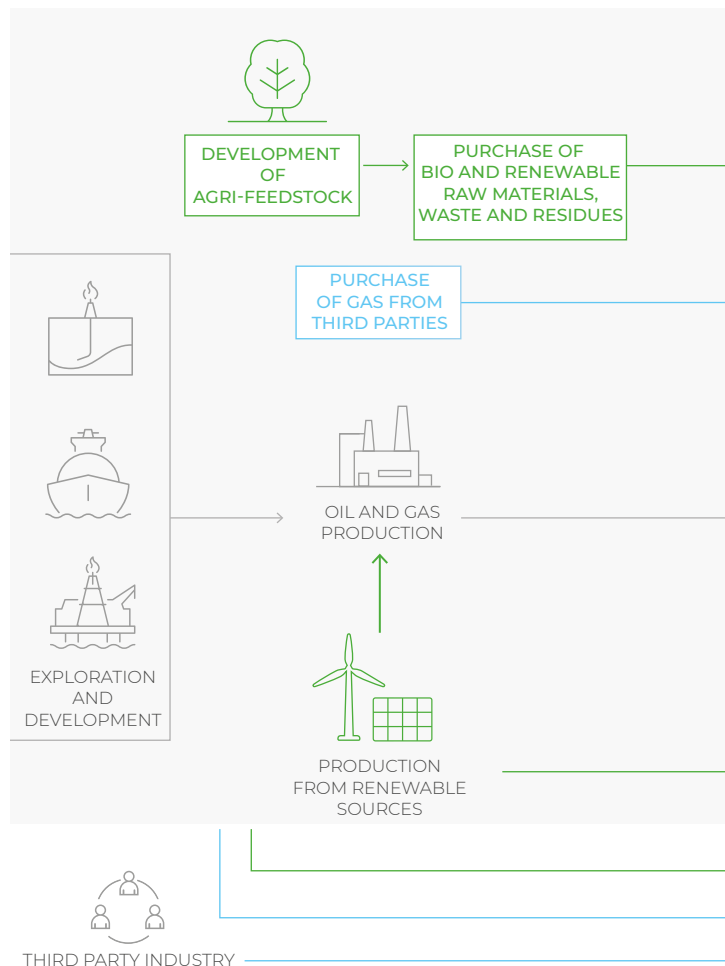 DEVELOPMENT
OF
AGRI-FEEDSTOCK
PURCHASE OF
BIO AND RENEWABLE
RAW MATERIALS,
WASTE AND RESIDUES
PURCHASE
OF GAS FROM
THIRD PARTIES
OIL AND GAS
PRODUCTION
EXPLORATION
AND
DEVELOPMENT
PRODUCTION
FROM RENEWABLE
SOURCES
THIRD PARTY INDUSTRY